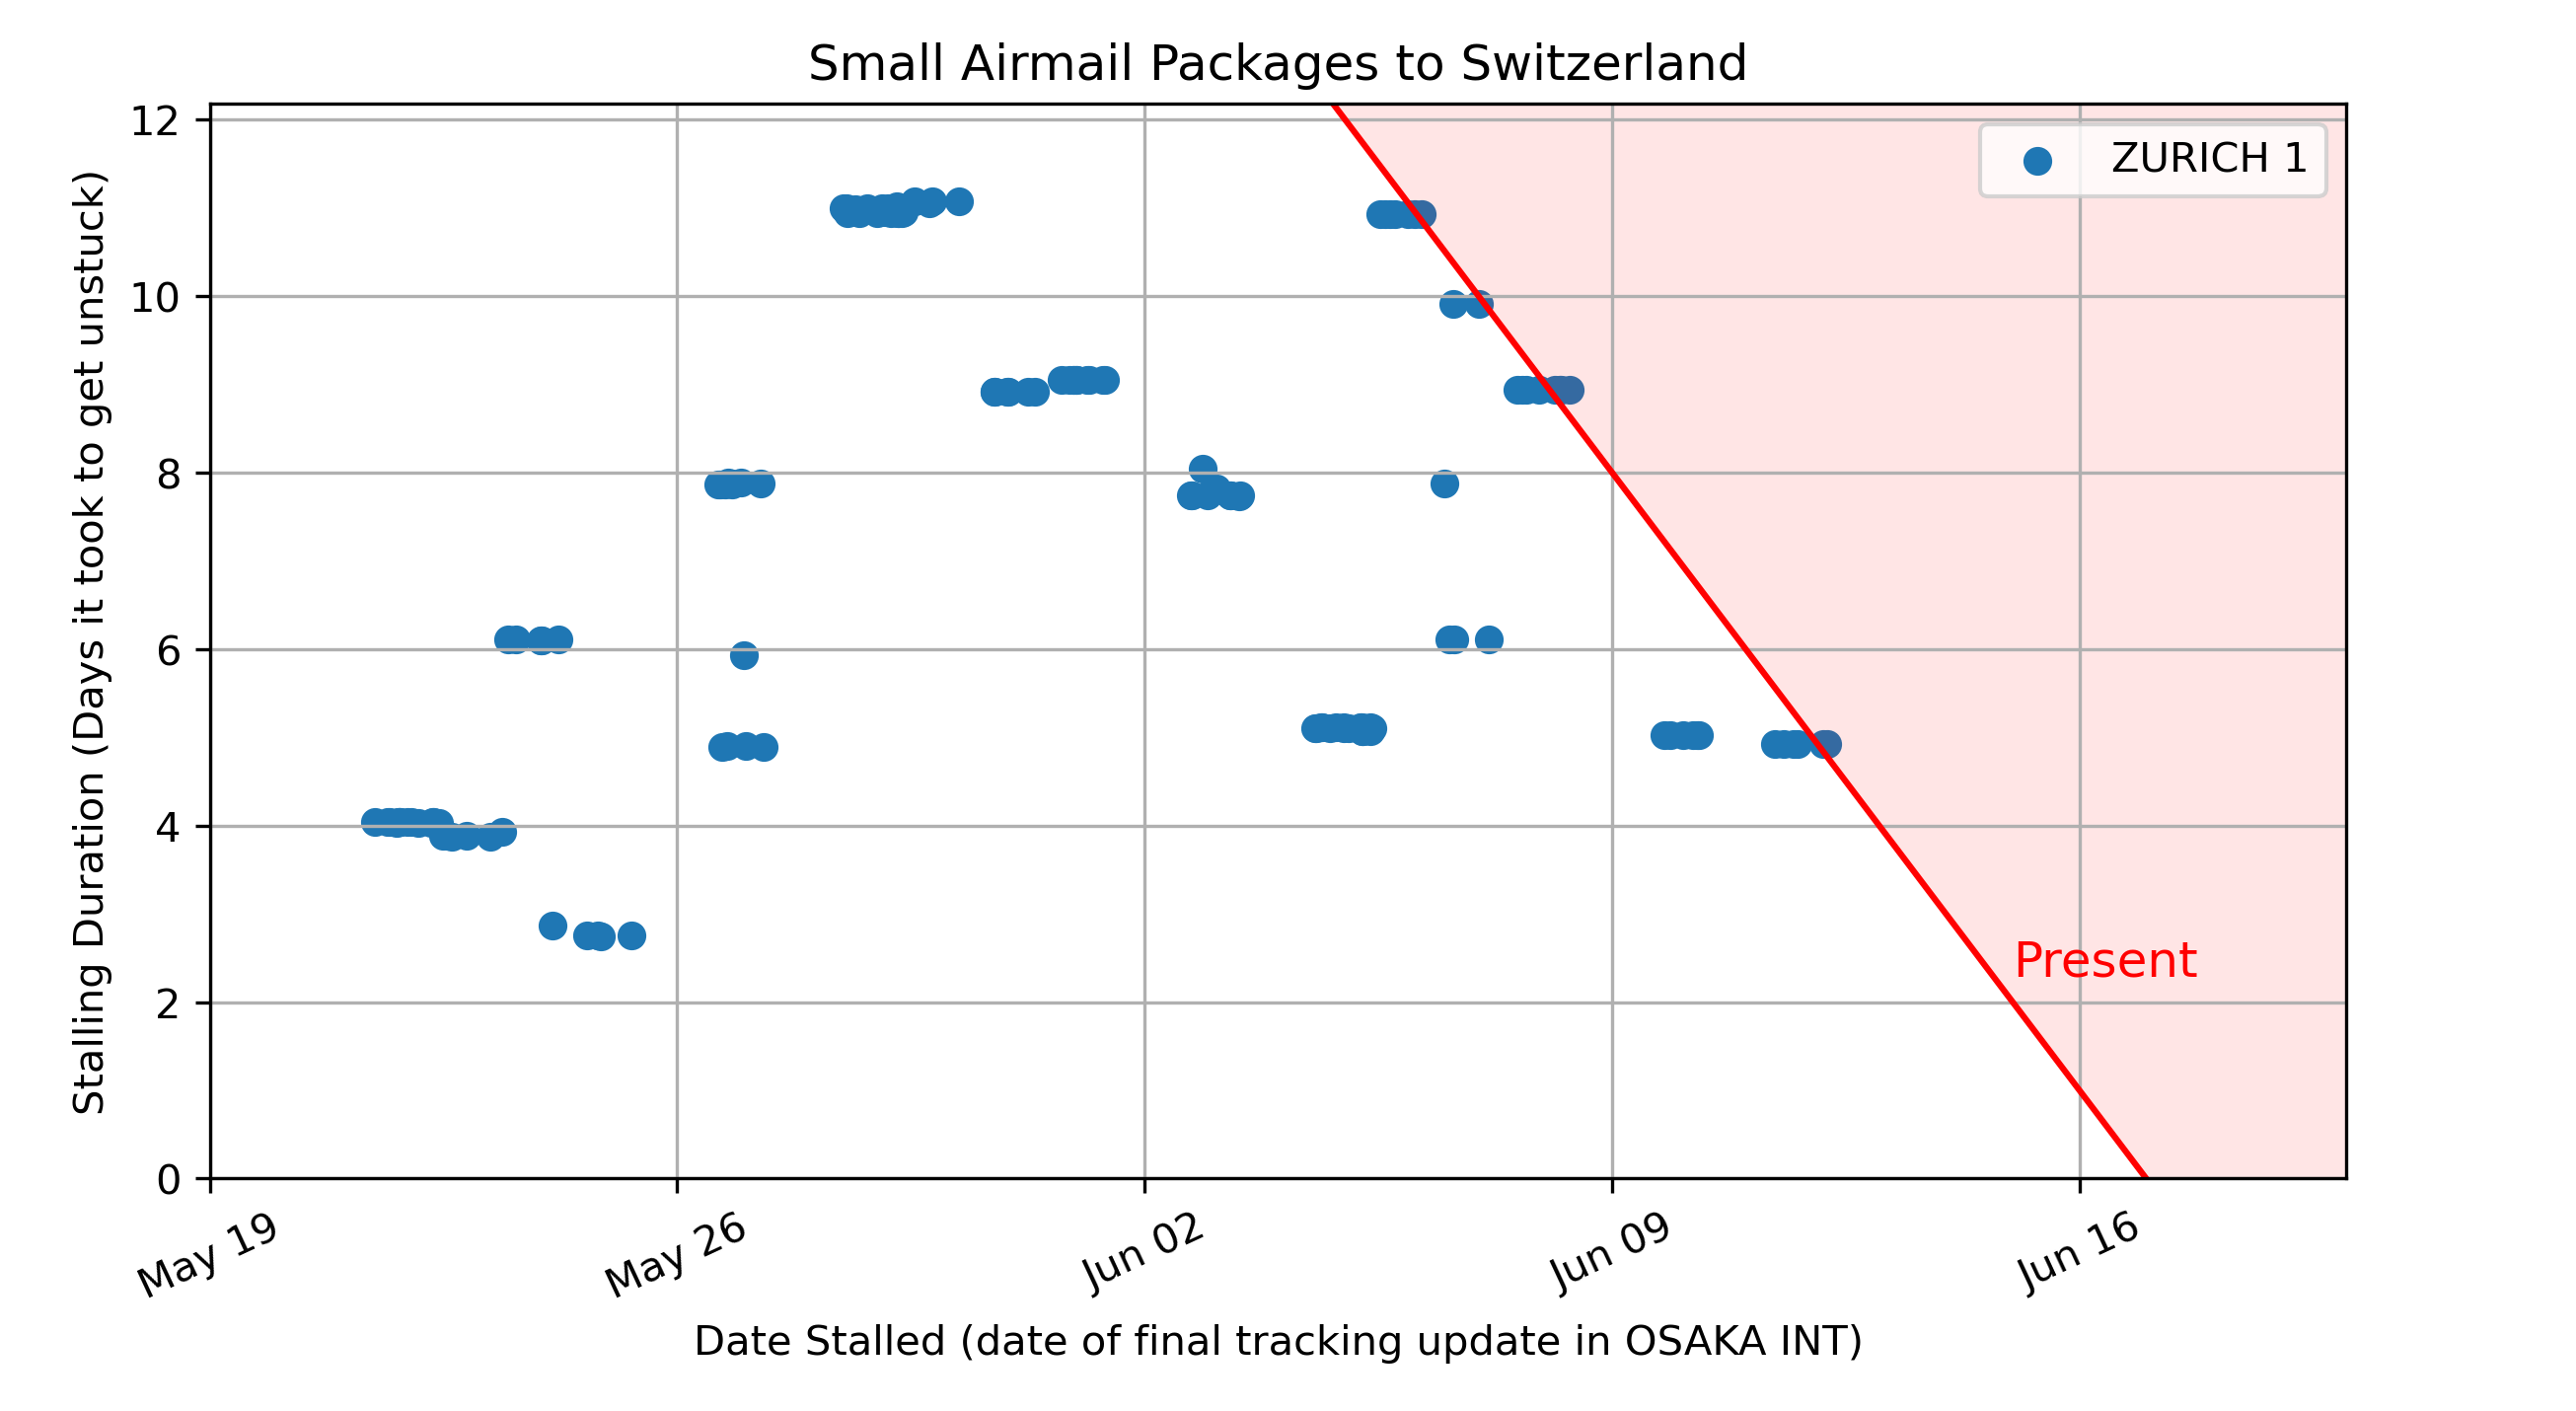 Small Airmail Packages to Switzerland
Stalling Duration (Days it took to get unstuck)
12
10
8
6
4
2
0
ZURICH 1
Present
May 19
May 26
Jun 02
Jun 09
Jun 16
Date Stalled (date of final tracking update in OSAKA INT)